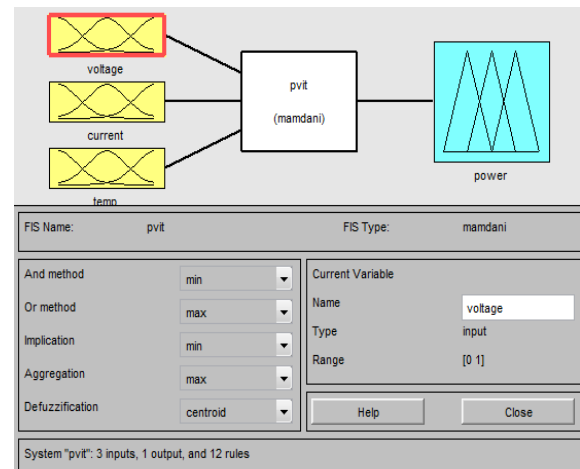 voltage
current
temp
pvit
(mamdani)
power
FIS Name: pvit FIS Type: mamdani
And method min
Or method max
Implication min
Aggregation max
Defuzzification centroid
Current Variable
Name voltage
Type input
Range [0 1]
Help Close
System "pvit": 3 inputs, 1 output, and 12 rules